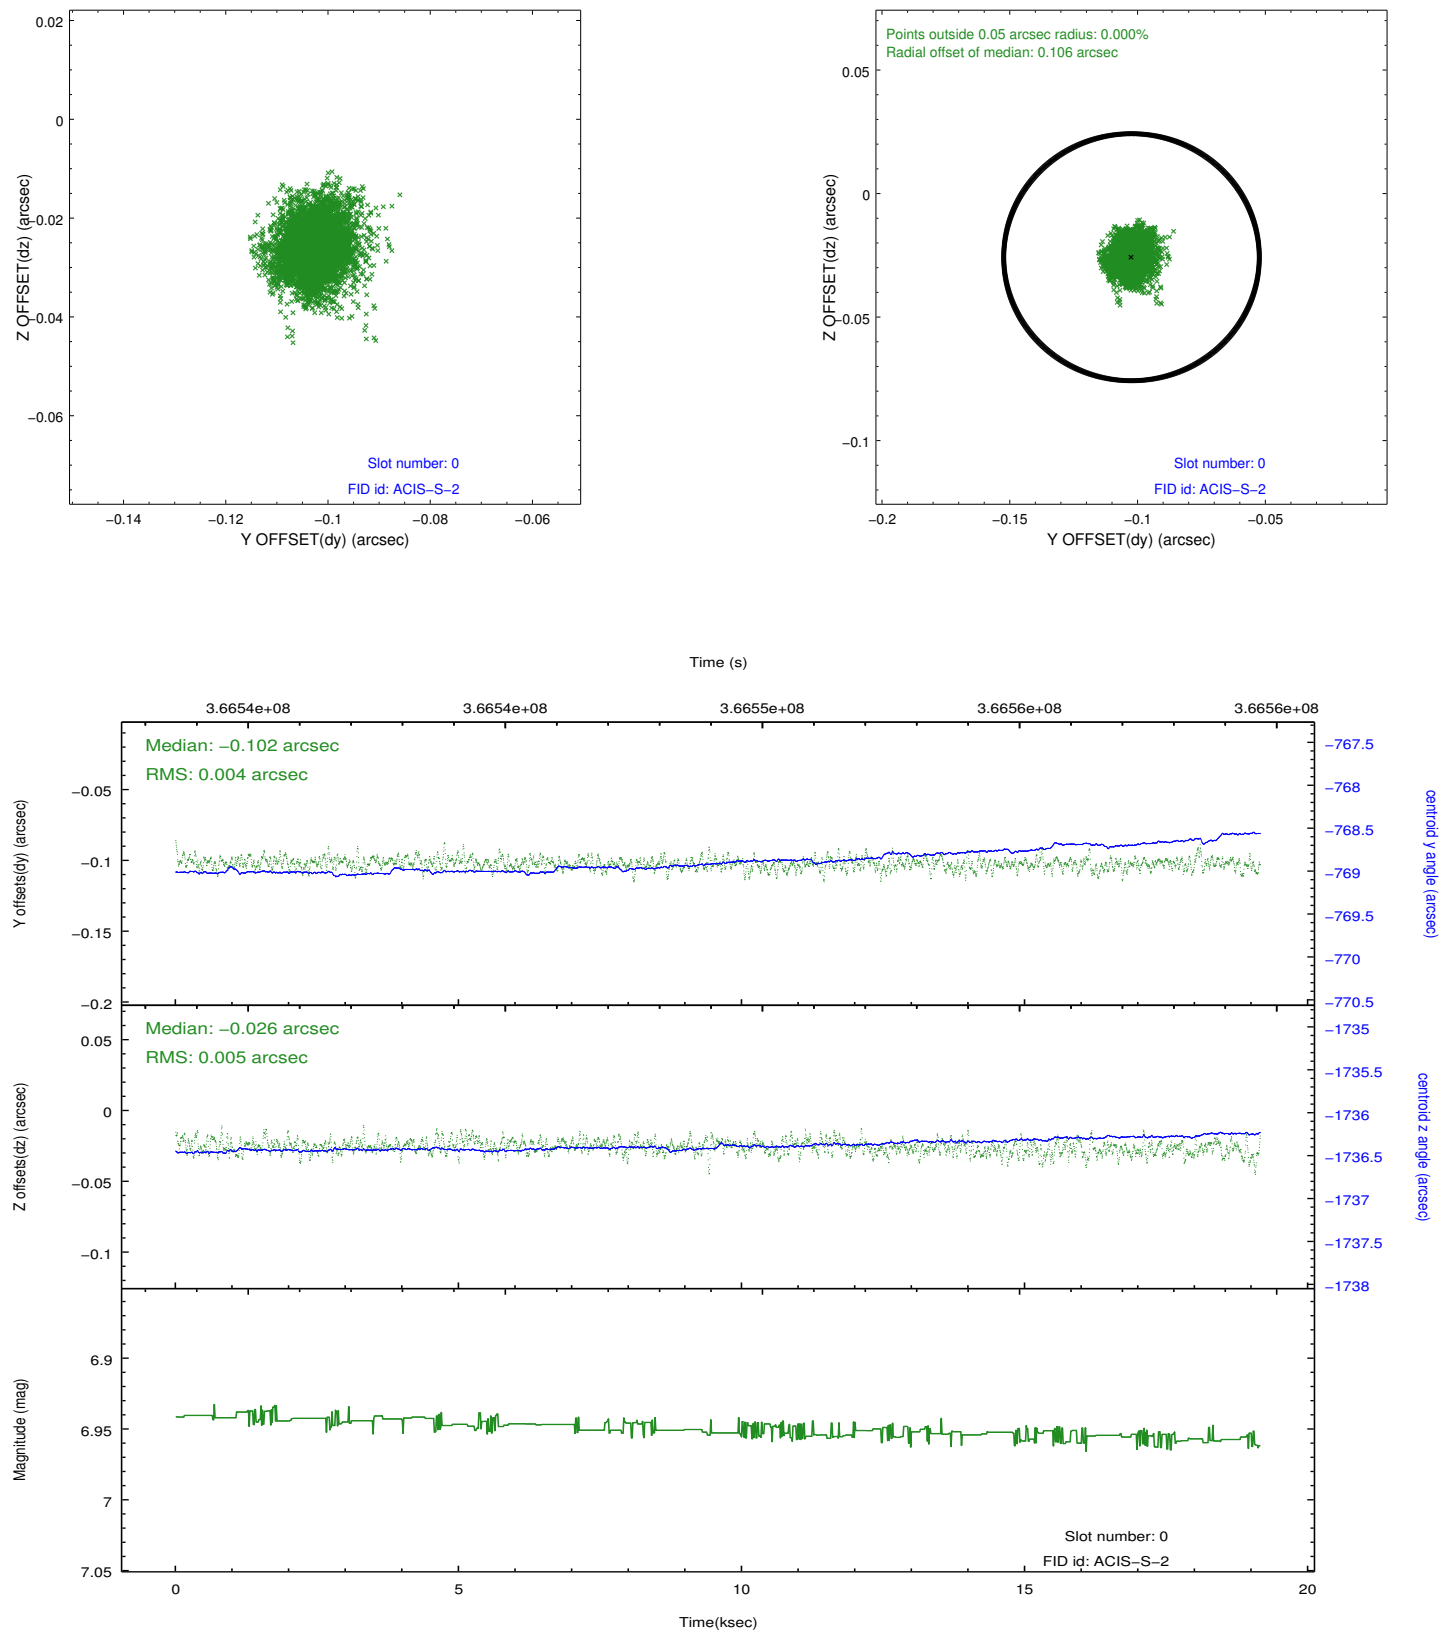 0.02
0
−0.02
−0.04
−0.06
Z OFFSET(dz) (arcsec)
Slot number: 0
FID id: ACIS−S−2
−0.14
−0.12
−0.1
−0.08
−0.06
Y OFFSET(dy) (arcsec)
Points outside 0.05 arcsec radius: 0.000%
Radial offset of median: 0.106 arcsec
0.05
0
−0.05
−0.1
Z OFFSET(dz) (arcsec)
Slot number: 0
FID id: ACIS−S−2
−0.2
−0.15
−0.1
−0.05
Y OFFSET(dy) (arcsec)
Time (s)
3.6654e+08
3.6654e+08
3.6655e+08
3.6656e+08
3.6656e+08
Median: −0.102 arcsec
RMS: 0.004 arcsec
−0.05
−0.1
−0.15
−0.2
Y offsets(dy) (arcsec)
−767.5
−768
−768.5
−769
−769.5
−770
−770.5
centroid y angle (arcsec)
Median: −0.026 arcsec
RMS: 0.005 arcsec
0.05
0
−0.05
−0.1
Z offsets(dz) (arcsec)
−1735
−1735.5
−1736
−1736.5
−1737
−1737.5
−1738
centroid z angle (arcsec)
6.9
6.95
7
7.05
Magnitude (mag)
Slot number: 0
FID id: ACIS−S−2
0
5
10
15
20
Time(ksec)